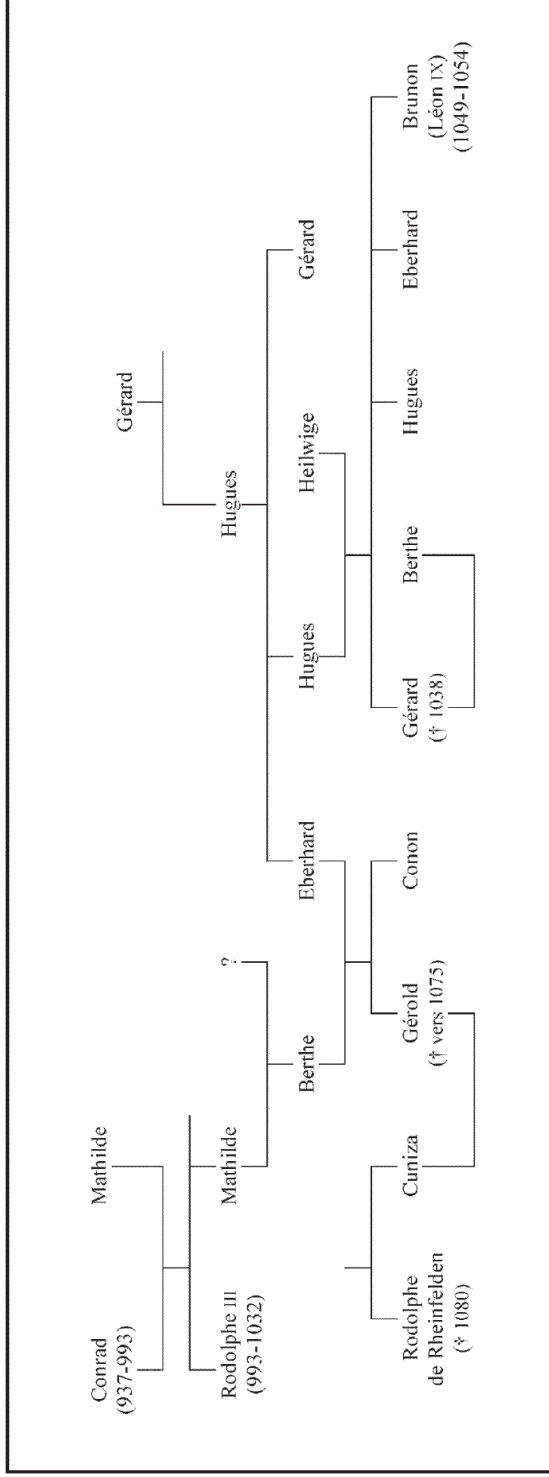 Gérard
Conrad
(937-993)
Mathilde
Rodolphe III
(993-1032)
Mathilde
?
Hugues
Berthe
Eberhard
Hugues
Heilwige
Gérard
Rodolphe
de Rheinfelden
(† 1080)
Cuniza
Gérold
(† vers 1075)
Conon
Gérard
(† 1038)
Berthe
Hugues
Eberhard
Brunon
(Léon IX)
(1049-1054)